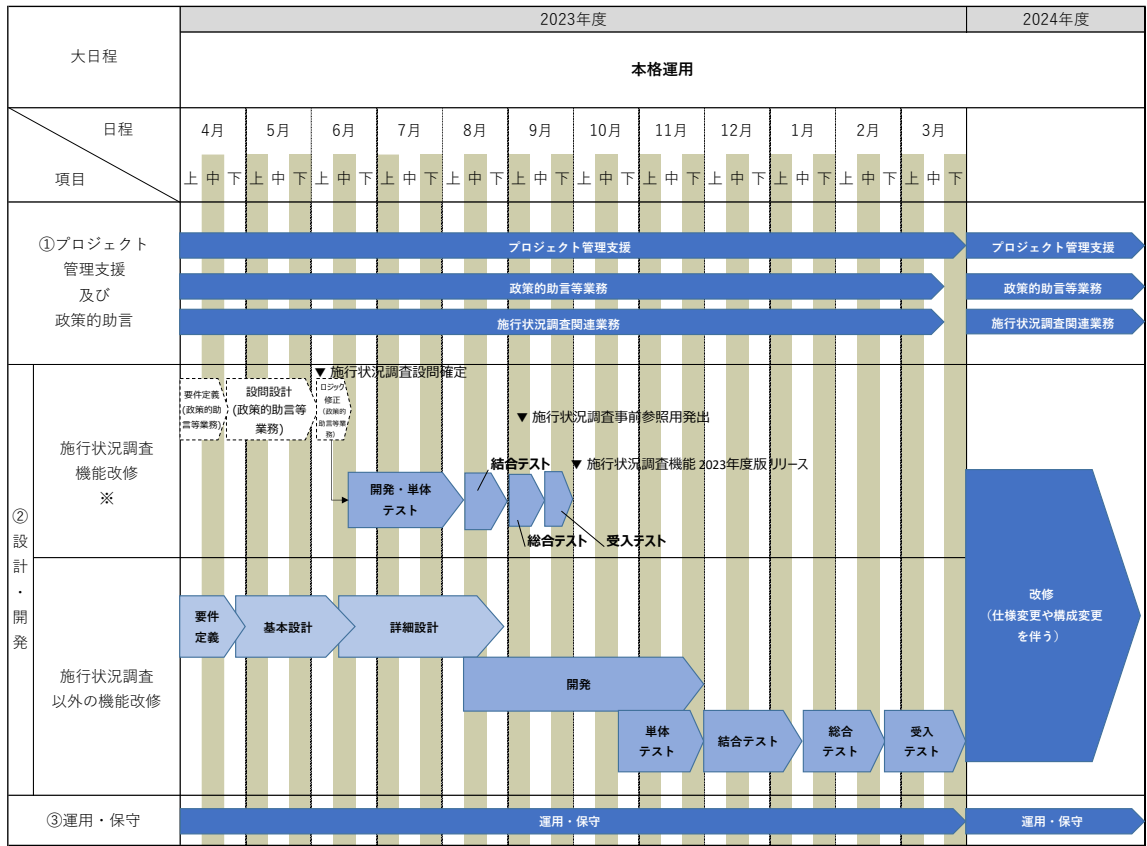 2023年度
2024年度
大日程
本格運用
日程
項目
4月
5月
6月
7月
8月
9月
10月
11月
12月
1月
2月
3月
上 中 下 上 中 下 上 中 下 上 中 下 上 中 下 上 中 下 上 中 下 上 中 下 上 中 下 上 中 下 上 中 下 上 中 下
①プロジェクト
管理支援
及び
政策的助言
プロジェクト管理支援
プロジェクト管理支援
政策的助言等業務
政策的助言等業務
施行状況調査関連業務
施行状況調査関連業務
②設計・開発
施行状況調査
機能改修
※
▼ 施行状況調査設問確定
要件定義
(政策的助
言等業務)
設問設計
(政策的助言等
業務)
ロジック
修正
(政策的
助言等業
務)
▼ 施行状況調査事前参照用発出
▼ 施行状況調査機能 2023年度版リリース
結合テスト
開発・単体
テスト
総合テスト
受入テスト
施行状況調査
以外の機能改修
要件
定義
基本設計
詳細設計
開発
単体
テスト
結合テスト
総合
テスト
受入
テスト
改修
（仕様変更や構成変更
を伴う）
③運用・保守
運用・保守
運用・保守